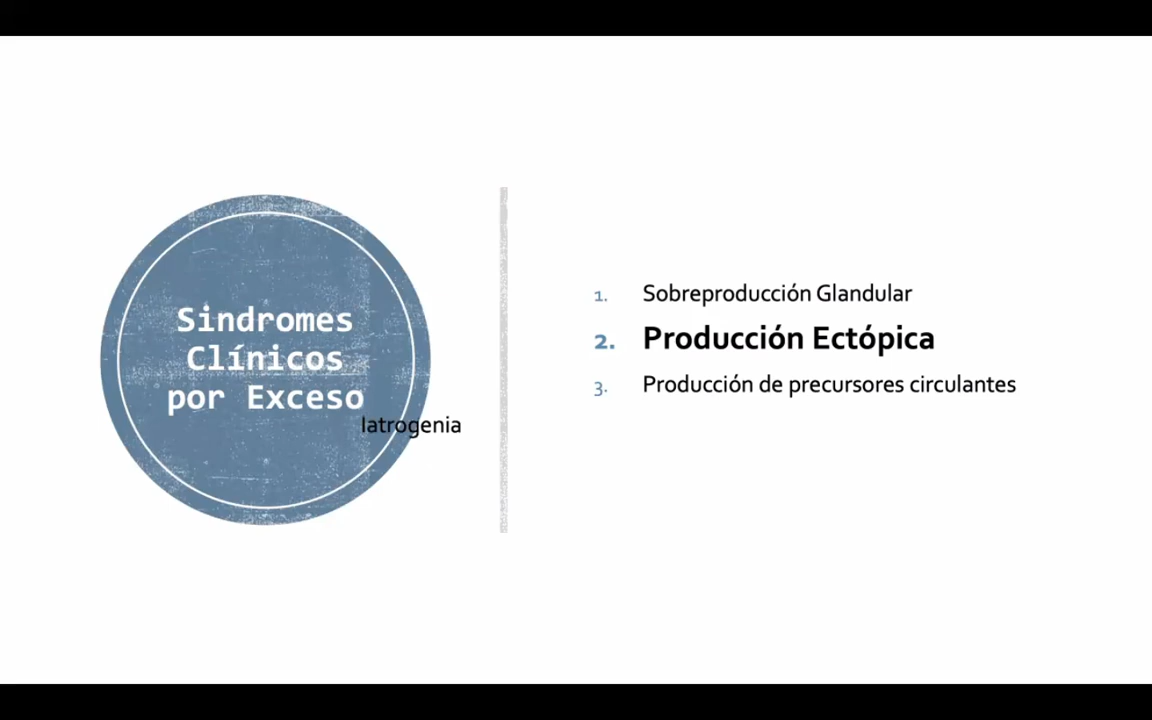 Sindromes
Clínicos
por Exceso
Iatrogenia
1. Sobreproducción Glandular
2. Producción Ectópica
3. Producción de precursores circulantes